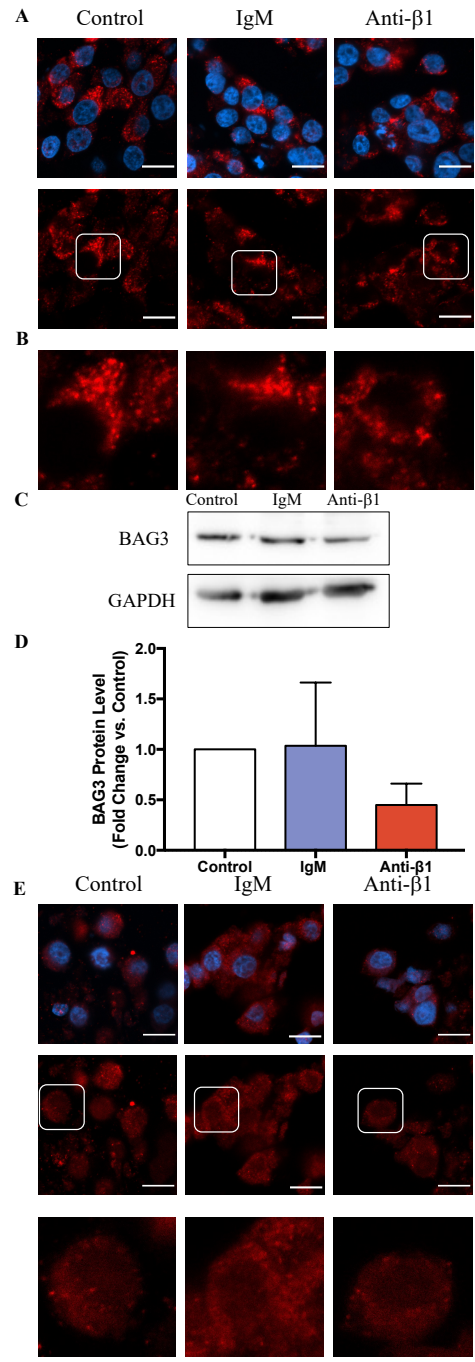 A
Control IgM Anti-β1
B
C
Control IgM Anti-β1
BAG3
GAPDH
D
BAG3 Protein Level
(Fold Change vs. Control)
2.0
1.5
1.0
0.5
0.0
Control IgM Anti-β1
E
Control IgM Anti-β1